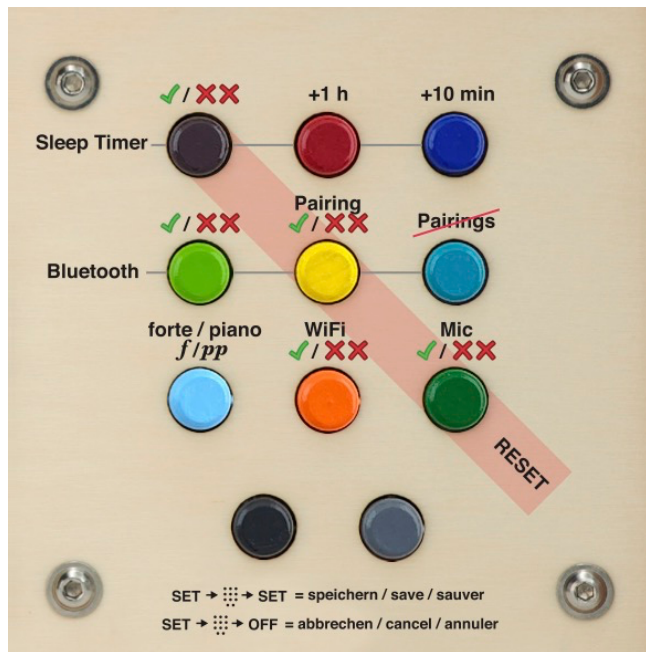 ✓/✗✗ +1 h +10 min
Sleep Timer
Pairing
✓/✗✗ ✓/✗✗ Pairings
Bluetooth
forte / piano WiFi Mic
f/pp ✓/✗✗ ✓/✗✗
RESET
SET → → SET = speichern / save / sauver
SET → → OFF = abbrechen / cancel / annuler